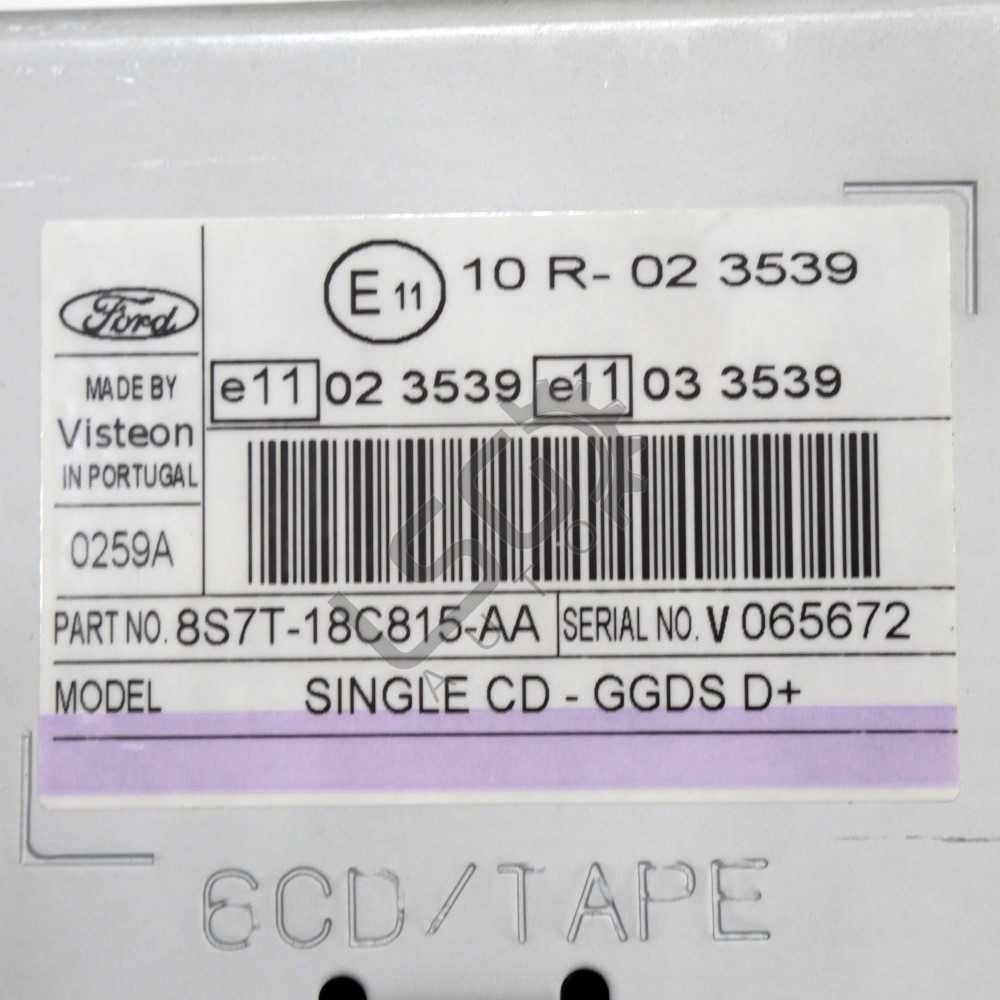 Ford
MADE BY
Visteon
IN PORTUGAL
0259A
E 11 10 R- 02 3539
e11 02 3539 e11 03 3539
PART NO. 8S7T-18C815-AA SERIAL NO. V 065672
MODEL SINGLE CD - GGDS D+
6CD/TAPE
AUTO